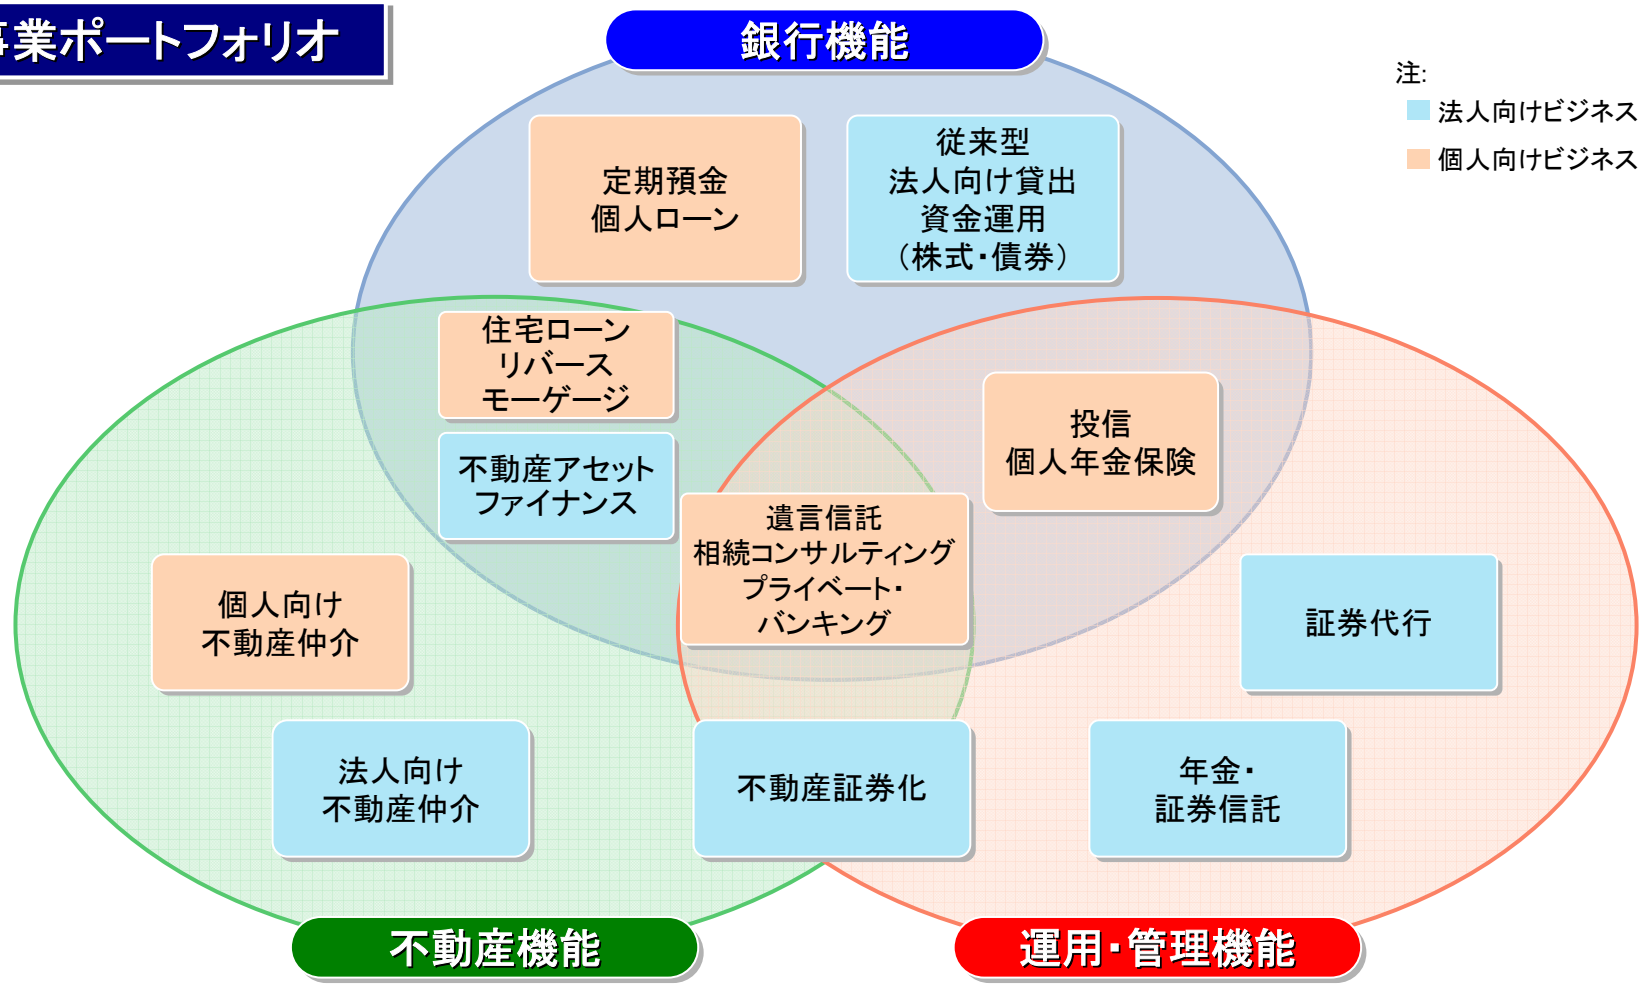 事業ポートフォリオ
銀行機能
注:
法人向けビジネス
個人向けビジネス
定期預金
個人ローン
従来型
法人向け貸出
資金運用
（株式・債券）
住宅ローン
リバース
モーゲージ
不動産アセット
ファイナンス
投信
個人年金保険
遺言信託
相続コンサルティング
プライベート・
バンキング
個人向け
不動産仲介
証券代行
法人向け
不動産仲介
不動産証券化
年金・
証券信託
不動産機能
運用・管理機能